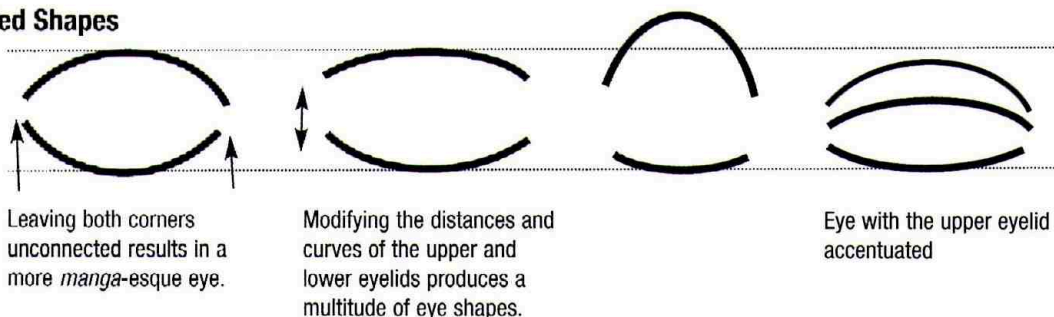 ed Shapes
Leaving both corners
unconnected results in a
more manga-esque eye.
Modifying the distances and
curves of the upper and
lower eyelids produces a
multitude of eye shapes.
Eye with the upper eyelid
accentuated